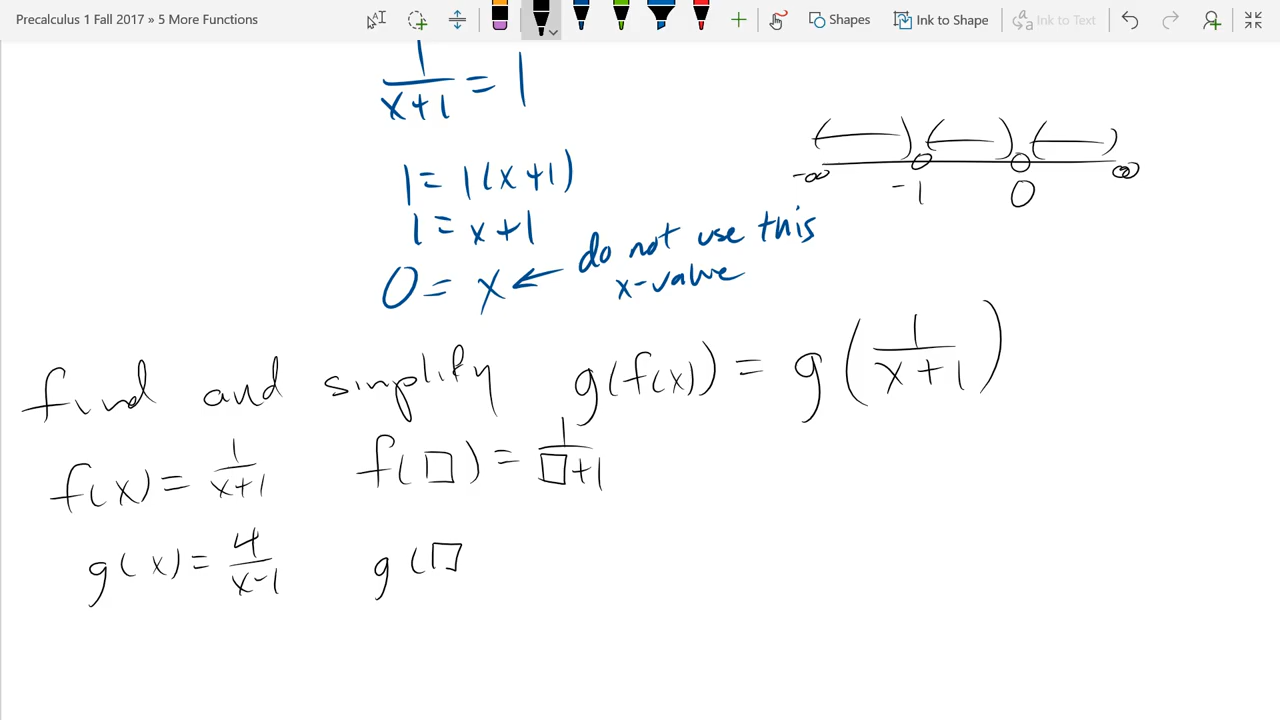 Precalculus 1 Fall 2017 » 5 More Functions
Shapes Ink to Shape Ink to Text
1/(x+1) = 1
1 = 1(x+1)
1 = x+1
0 = x ← do not use this x-value
-∞ -1 0 ∞
find and simplify g(f(x)) = g(1/(x+1))
f(x) = 1/(x+1) f(□) = 1/(□+1)
g(x) = 4/(x-1) g(□